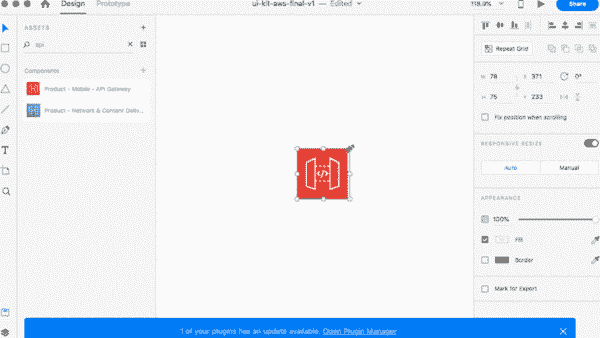 Design
Prototype
ui-kit-aws-final-v1 — Edited
118.9%
Share
ASSETS
api
Components
Product - Mobile - Api Gateway
Product - Network & Content Deliv...
</>
Repeat Grid
W 78
X 371
0°
H 75
Y 233
Fix position when scrolling
RESPONSIVE RESIZE
Auto
Manual
APPEARANCE
100%
Fill
Border
Mark for Export
1 of your plugins has an update available. Open Plugin Manager